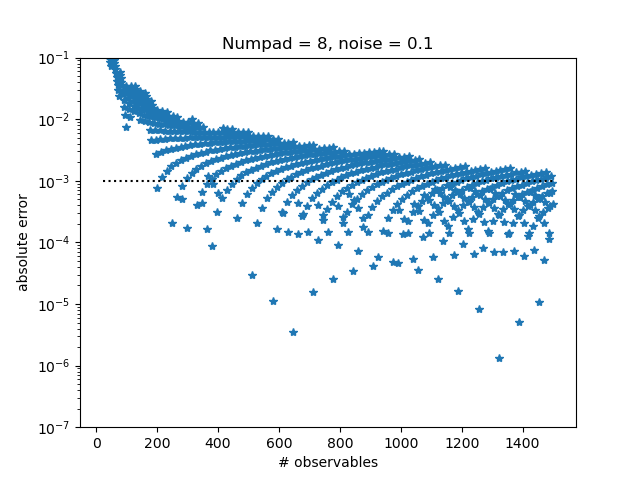 Numpad = 8, noise = 0.1
absolute error
10^-1
10^-2
10^-3
10^-4
10^-5
10^-6
10^-7
0 200 400 600 800 1000 1200 1400
# observables